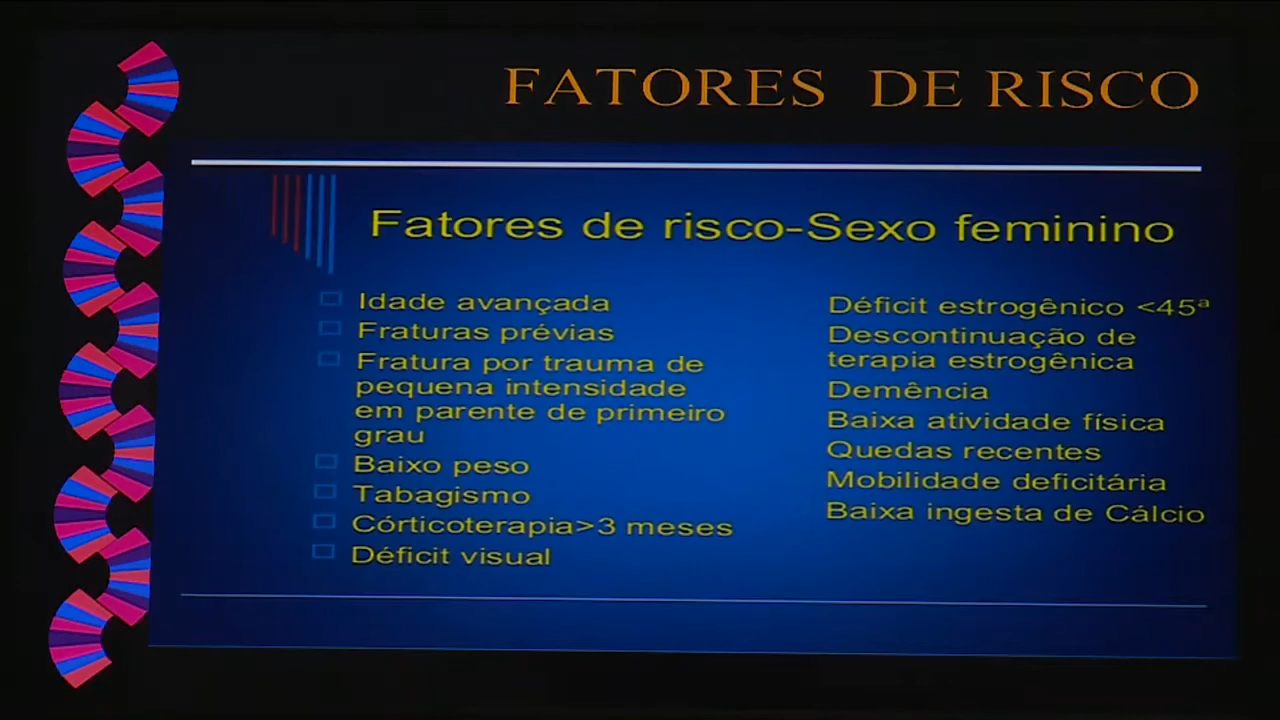 FATORES DE RISCO
Fatores de risco-Sexo feminino
Idade avançada
Fraturas prévias
Fratura por trauma de
pequena intensidade
em parente de primeiro
grau
Baixo peso
Tabagismo
Córticoterapia>3 meses
Déficit visual
Déficit estrogênico <45ª
Descontinuação de
terapia estrogênica
Demência
Baixa atividade física
Quedas recentes
Mobilidade deficitária
Baixa ingesta de Cálcio